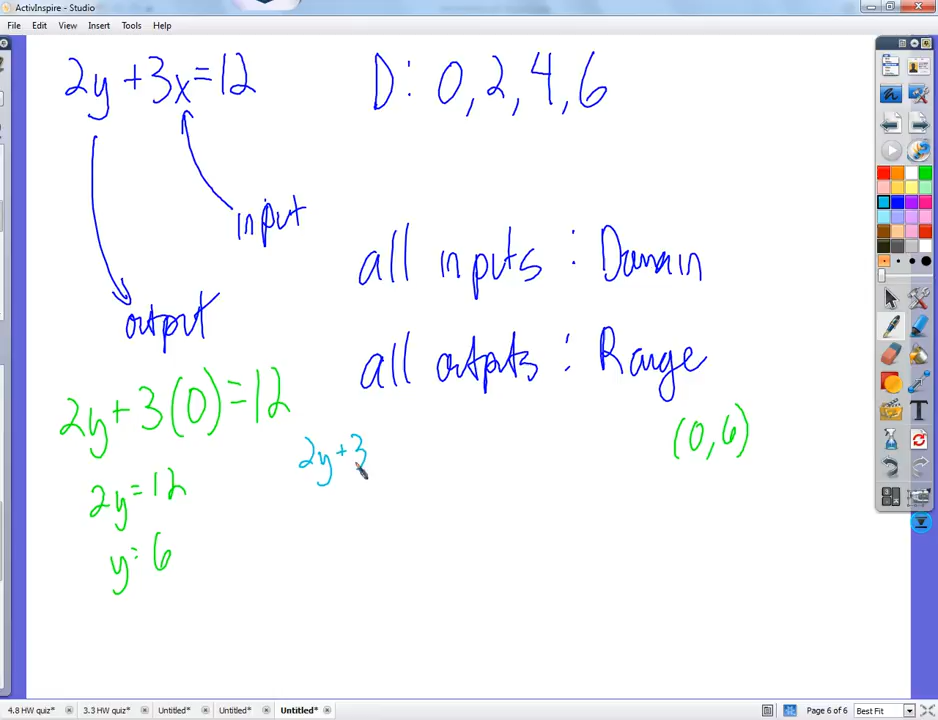 ActivInspire - Studio
File Edit View Insert Tools Help
2y + 3x = 12
D: 0, 2, 4, 6
input
output
all inputs : Domain
all outputs : Range
2y + 3(0) = 12
2y = 12
y = 6
2y + 3
(0, 6)
4.8 HW quiz* 3.3 HW quiz* Untitled* Untitled* Untitled*
Page 6 of 6 Best Fit